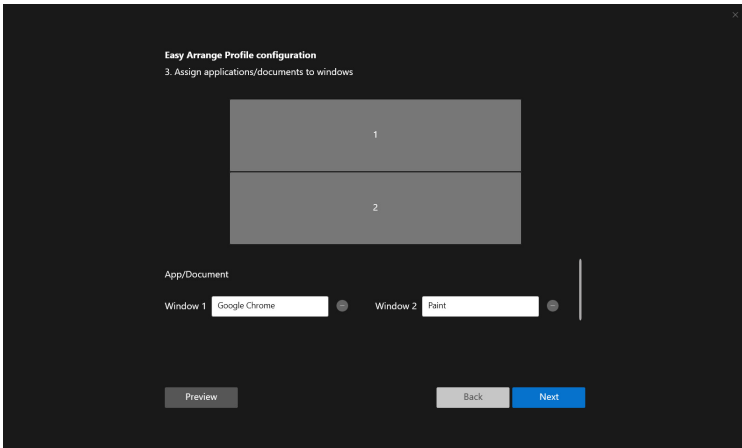 Easy Arrange Profile configuration
3. Assign applications/documents to windows
1
2
App/Document
Window 1 Google Chrome Window 2 Paint
Preview Back Next